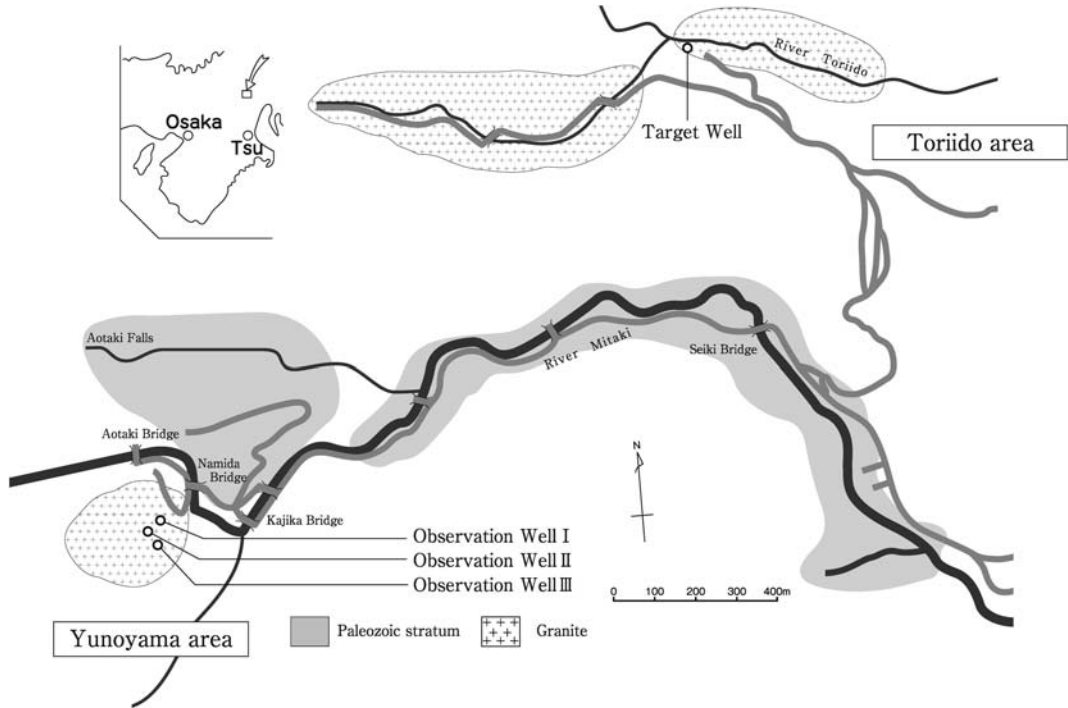 Osaka
Tsu
River Toriido
Target Well
Toriido area
Aotaki Falls
River Mitaki
Seiki Bridge
Aotaki Bridge
Namida
Bridge
Kajika Bridge
N
Observation Well I
Observation Well II
Observation Well III
0 100 200 300 400m
Yunoyama area
Paleozoic stratum
Granite